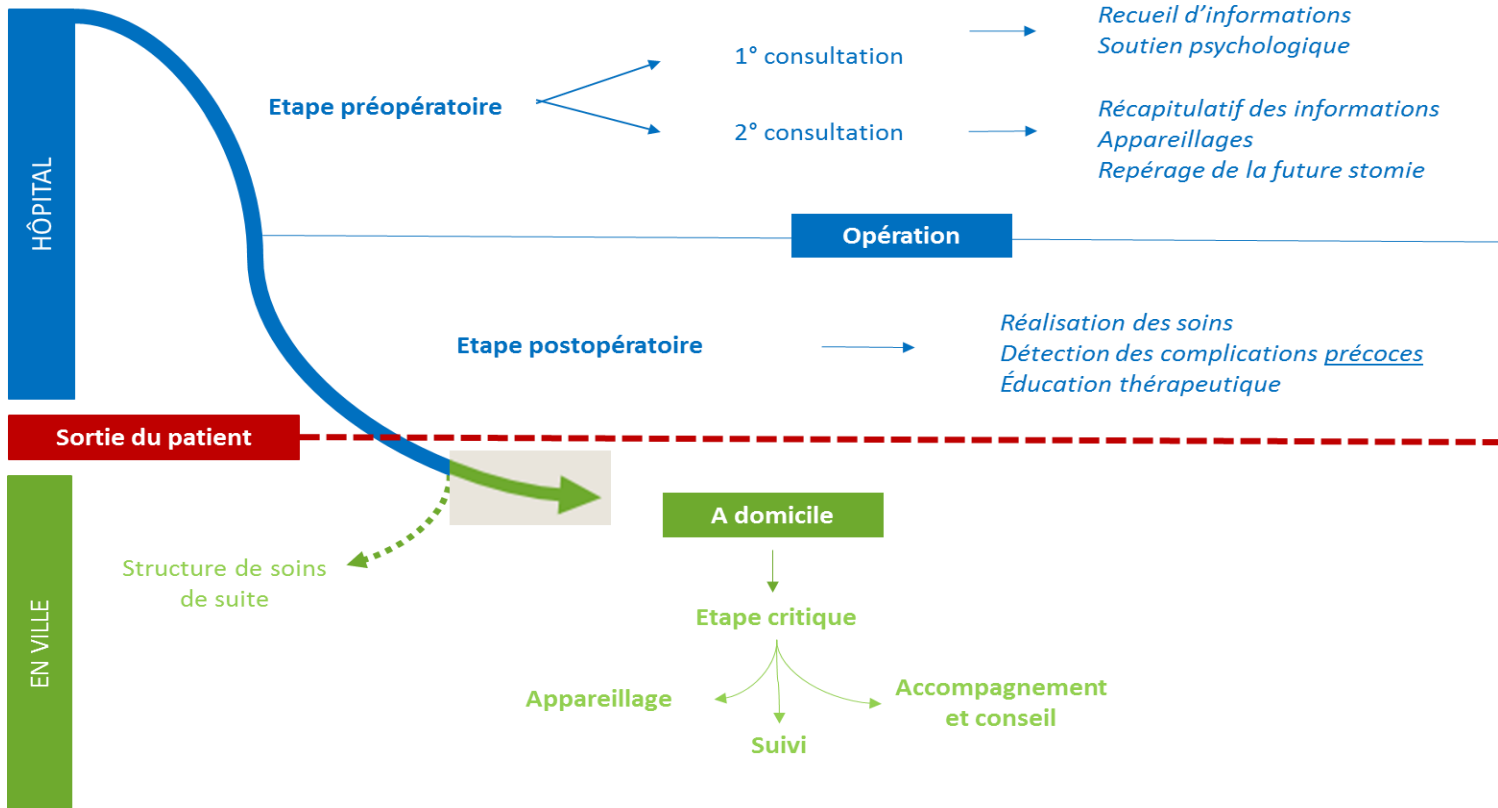 HÔPITAL
Etape préopératoire
1° consultation
Recueil d’informations
Soutien psychologique
2° consultation
Récapitulatif des informations
Appareillages
Repérage de la future stomie
Opération
Etape postopératoire
Réalisation des soins
Détection des complications précoces
Éducation thérapeutique
Sortie du patient
EN VILLE
Structure de soins
de suite
A domicile
Etape critique
Appareillage
Suivi
Accompagnement
et conseil